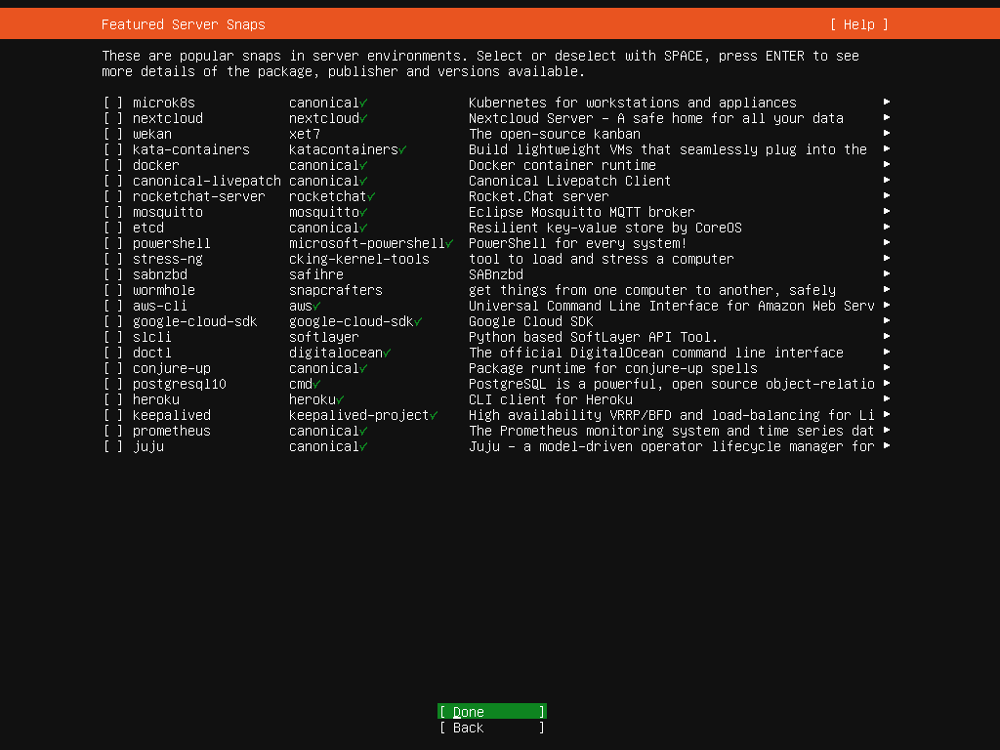 Featured Server Snaps [ Help ]
These are popular snaps in server environments. Select or deselect with SPACE, press ENTER to see
more details of the package, publisher and versions available.
[ ] microk8s canonical✓ Kubernetes for workstations and appliances ►
[ ] nextcloud nextcloud✓ Nextcloud Server - A safe home for all your data ►
[ ] wekan xet7 The open-source kanban ►
[ ] kata-containers katacontainers✓ Build lightweight VMs that seamlessly plug into the ►
[ ] docker canonical✓ Docker container runtime ►
[ ] canonical-livepatch canonical✓ Canonical Livepatch Client ►
[ ] rocketchat-server rocketchat✓ Rocket.Chat server ►
[ ] mosquitto mosquitto✓ Eclipse Mosquitto MQTT broker ►
[ ] etcd canonical✓ Resilient key-value store by CoreOS ►
[ ] powershell microsoft-powershell✓ PowerShell for every system! ►
[ ] stress-ng cking-kernel-tools tool to load and stress a computer ►
[ ] sabnzbd safihre SABnzbd ►
[ ] wormhole snapcrafters get things from one computer to another, safely ►
[ ] aws-cli aws✓ Universal Command Line Interface for Amazon Web Serv ►
[ ] google-cloud-sdk google-cloud-sdk✓ Google Cloud SDK ►
[ ] slcli softlayer Python based SoftLayer API Tool. ►
[ ] doctl digitalocean✓ The official DigitalOcean command line interface ►
[ ] conjure-up canonical✓ Package runtime for conjure-up spells ►
[ ] postgresql10 cmd✓ PostgreSQL is a powerful, open source object-relatio ►
[ ] heroku heroku✓ CLI client for Heroku ►
[ ] keepalived keepalived-project✓ High availability VRRP/BFD and load-balancing for Li ►
[ ] prometheus canonical✓ The Prometheus monitoring system and time series dat ►
[ ] juju canonical✓ Juju - a model-driven operator lifecycle manager for ►
[ Done ]
[ Back ]